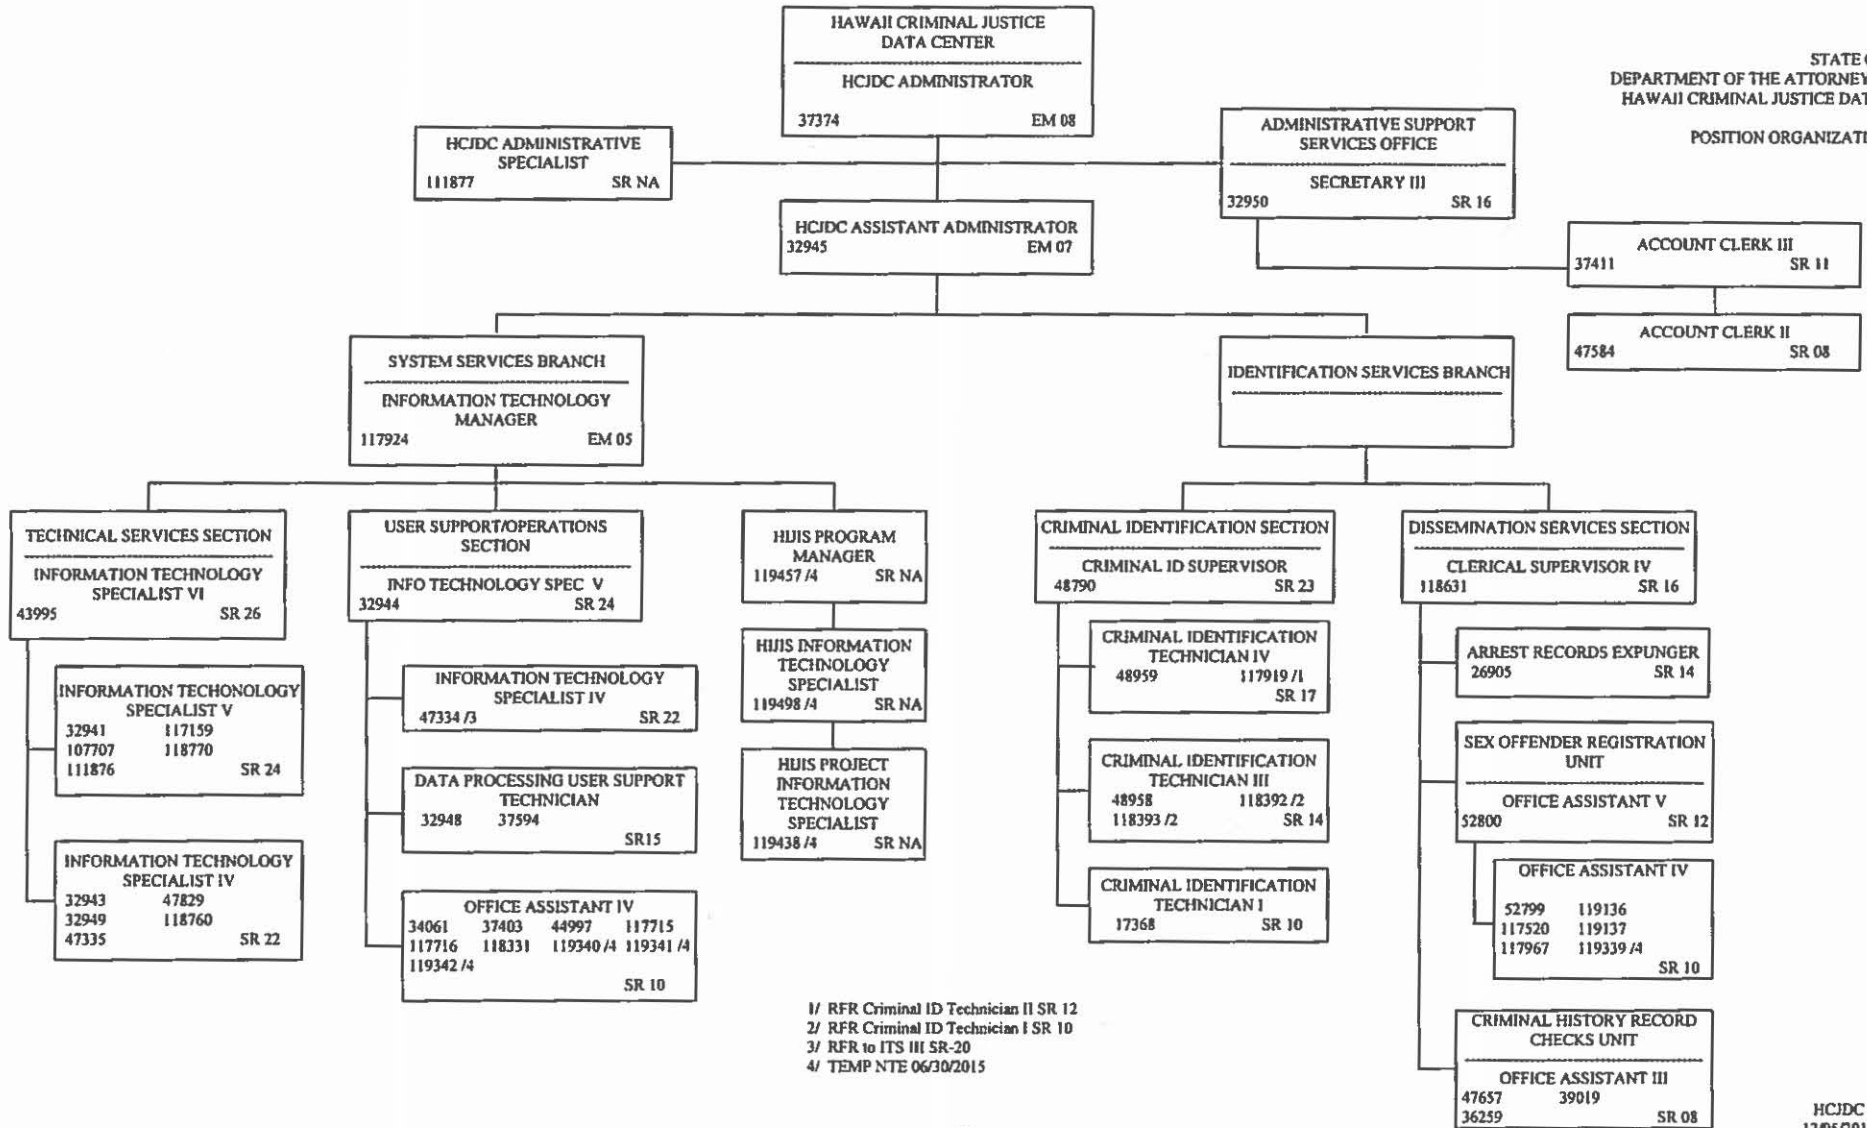 HAWAII CRIMINAL JUSTICE
DATA CENTER
HCJDC ADMINISTRATOR
37374 EM 08
STATE
DEPARTMENT OF THE ATTORNEY
HAWAII CRIMINAL JUSTICE
POSITION
HCJDC ADMINISTRATIVE
SPECIALIST
111877 SR NA
ADMINISTRATIVE SUPPORT
SERVICES OFFICE
SECRETARY III
32950 SR 16
HCJDC ASSISTANT ADMINISTRATOR
32945 EM 07
ACCOUNT CLERK III
37411 SR 11
ACCOUNT CLERK II
47584 SR 08
SYSTEM SERVICES BRANCH
INFORMATION TECHNOLOGY
MANAGER
117924 EM 05
IDENTIFICATION SERVICES BRANCH
TECHNICAL SERVICES SECTION
INFORMATION TECHNOLOGY
SPECIALIST VI
43995 SR 26
INFORMATION TECHONOLOGY
SPECIALIST V
32941 117159
107707 118770
111876 SR 24
INFORMATION TECHNOLOGY
SPECIALIST IV
32943 47829
32949 118760
47335 SR 22
USER SUPPORT/OPERATIONS
SECTION
INFO TECHNOLOGY SPEC V
32944 SR 24
INFORMATION TECHNOLOGY
SPECIALIST IV
47334 /3 SR 22
DATA PROCESSING USER SUPPORT
TECHNICIAN
32948 37594
SR15
OFFICE ASSISTANT IV
34061 37403 44997 117715
117716 118331 119340 /4 119341 /4
119342 /4
SR 10
HIJIS PROGRAM
MANAGER
119457 /4 SR NA
HIJIS INFORMATION
TECHNOLOGY
SPECIALIST
119498 /4 SR NA
HIJIS PROJECT
INFORMATION
TECHNOLOGY
SPECIALIST
119438 /4 SR NA
CRIMINAL IDENTIFICATION SECTION
CRIMINAL ID SUPERVISOR
48790 SR 23
CRIMINAL IDENTIFICATION
TECHNICIAN IV
48959 117919 /1
SR 17
CRIMINAL IDENTIFICATION
TECHNICIAN III
48958 118392 /2
118393 /2 SR 14
CRIMINAL IDENTIFICATION
TECHNICIAN I
17368 SR 10
DISSEMINATION SERVICES SECTION
CLERICAL SUPERVISOR IV
118631 SR 16
ARREST RECORDS EXPUNGER
26905 SR 14
SEX OFFENDER REGISTRATION
UNIT
OFFICE ASSISTANT V
52800 SR 12
OFFICE ASSISTANT IV
52799 119136
117520 119137
117967 119339 /4
SR 10
CRIMINAL HISTORY RECORD
CHECKS UNIT
OFFICE ASSISTANT III
47657 39019
36259 SR 08
1/ RFR Criminal ID Technician II SR 12
2/ RFR Criminal ID Technician I SR 10
3/ RFR to ITS III SR-20
4/ TEMP NTE 06/30/2015
HCJDC